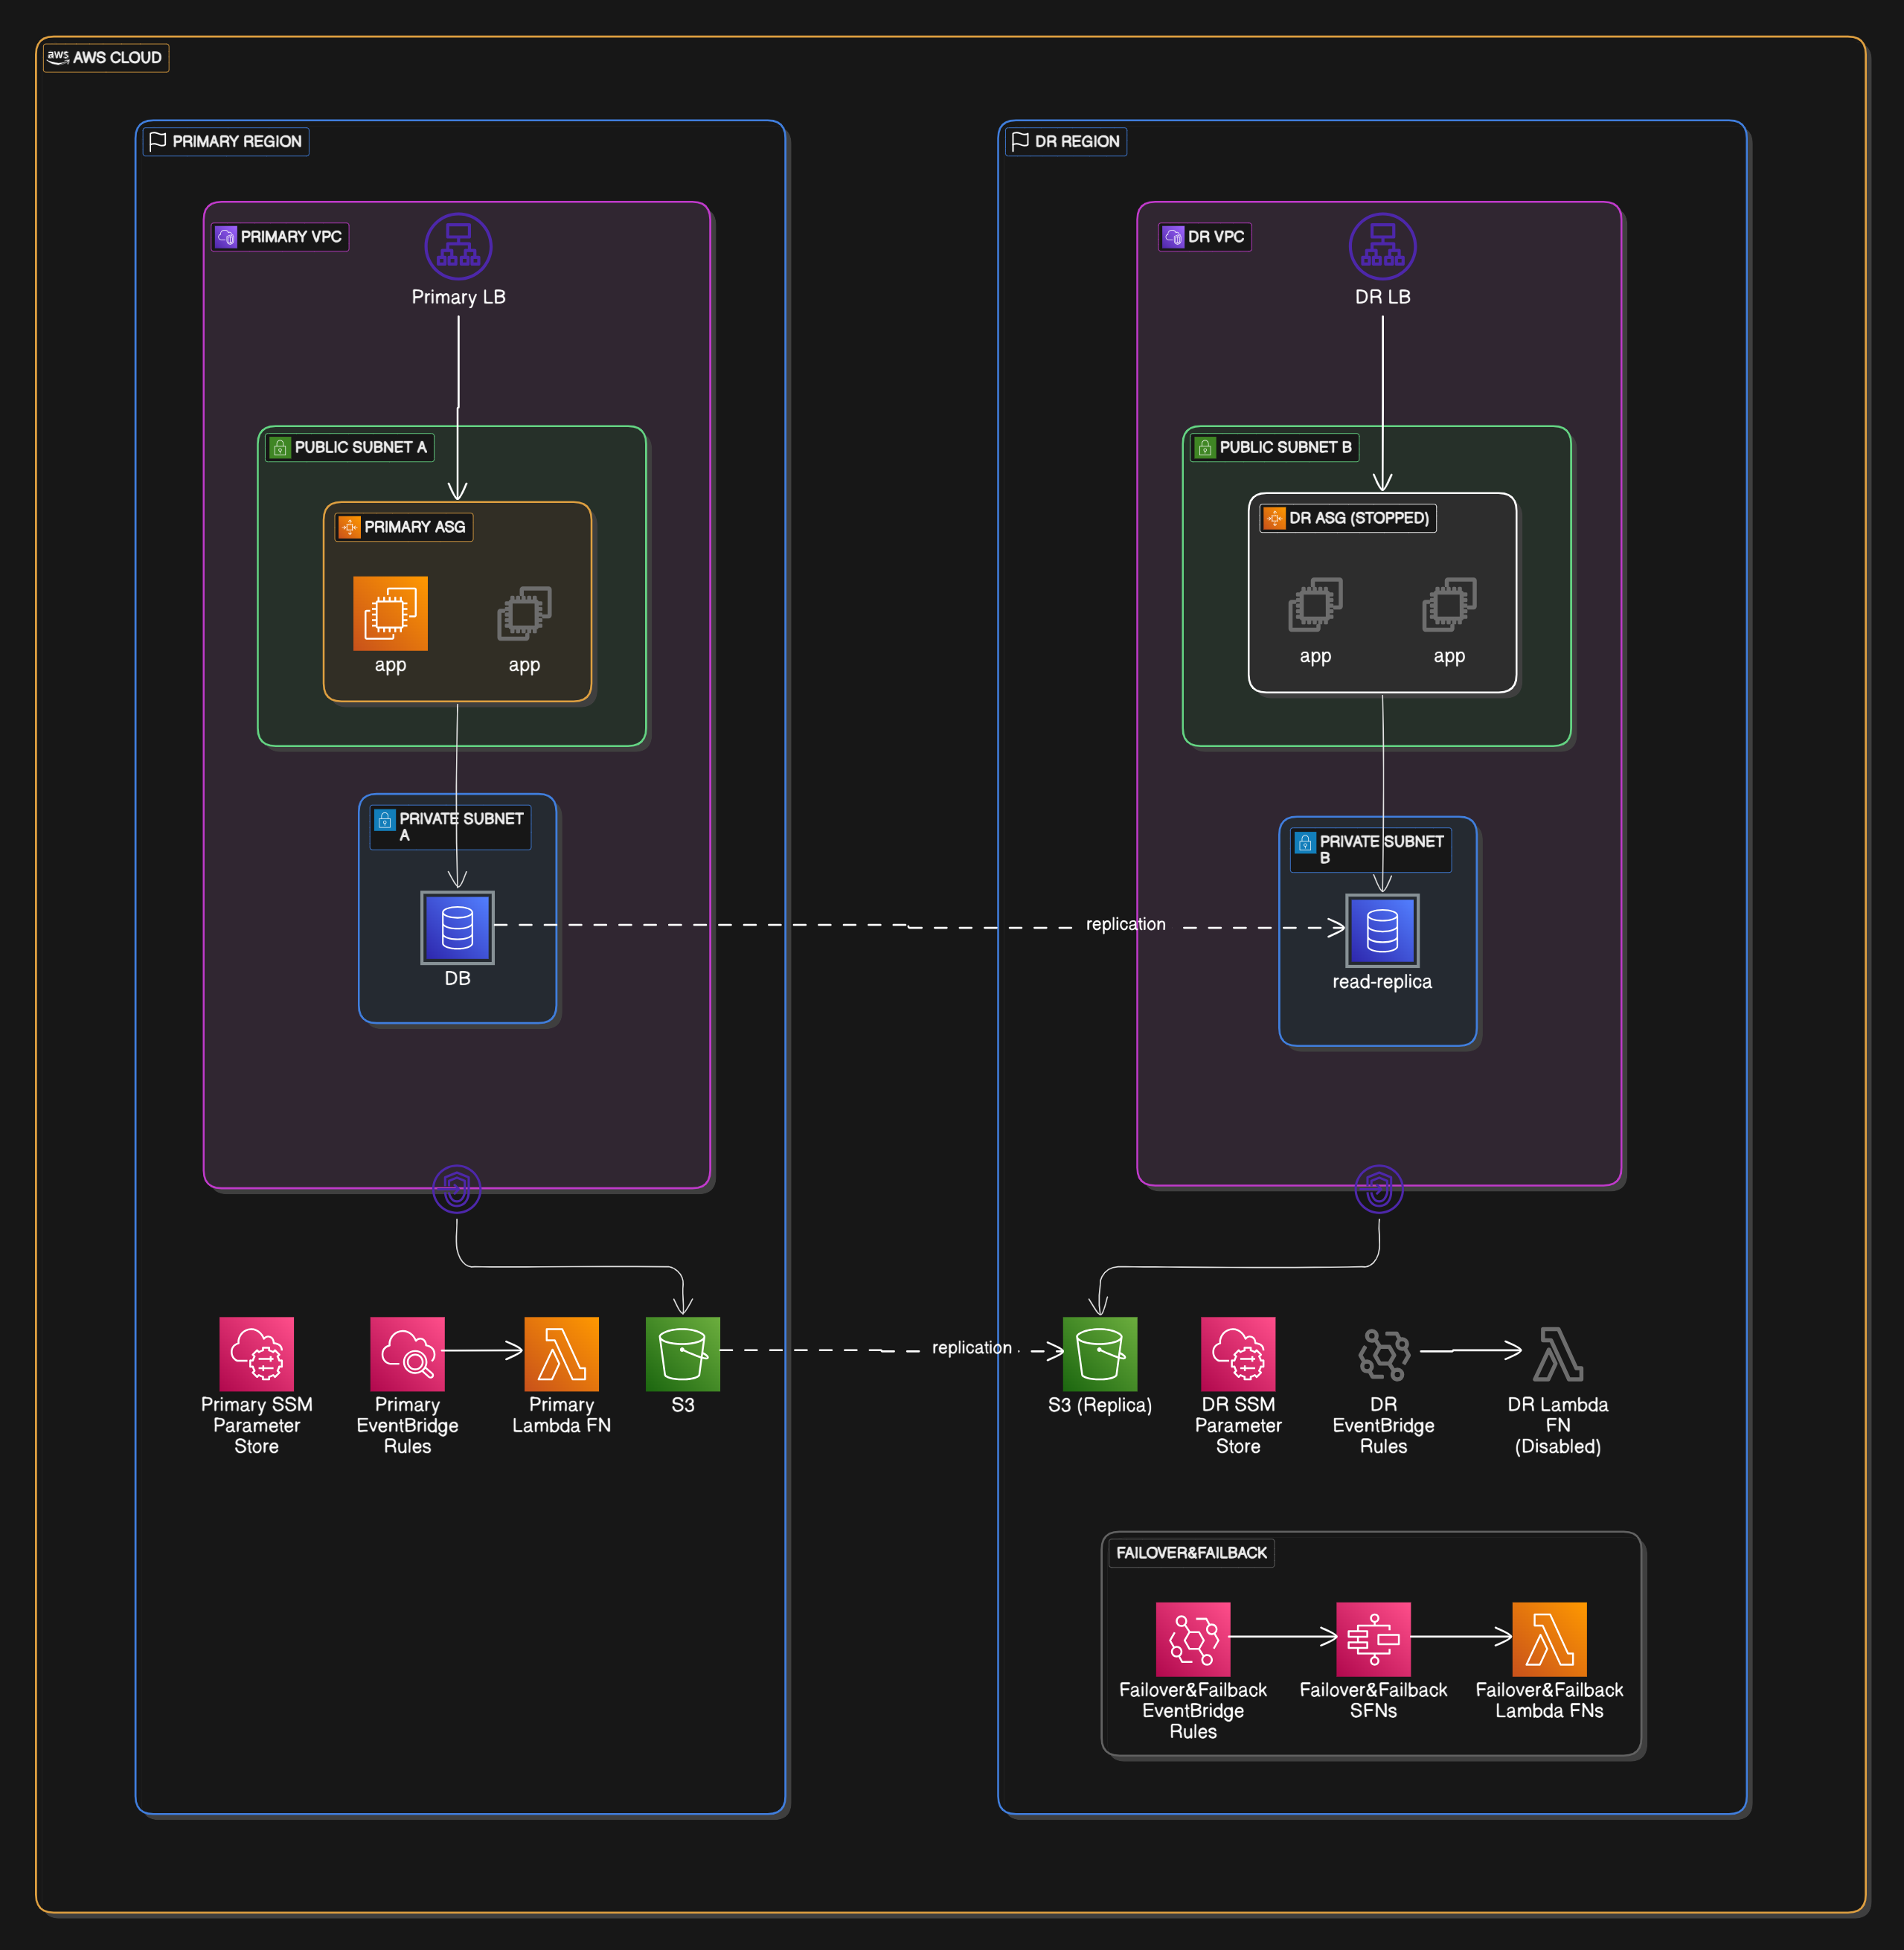 aws AWS CLOUD
PRIMARY REGION
PRIMARY VPC
Primary LB
PUBLIC SUBNET A
PRIMARY ASG
app
app
PRIVATE SUBNET
A
DB
Primary SSM
Parameter
Store
Primary
EventBridge
Rules
Primary
Lambda FN
S3
replication
replication
DR REGION
DR VPC
DR LB
PUBLIC SUBNET B
DR ASG (STOPPED)
app
app
PRIVATE SUBNET
B
read-replica
S3 (Replica)
DR SSM
Parameter
Store
DR
EventBridge
Rules
DR Lambda
FN
(Disabled)
FAILOVER&FAILBACK
Failover&Failback
EventBridge
Rules
Failover&Failback
SFNs
Failover&Failback
Lambda FNs